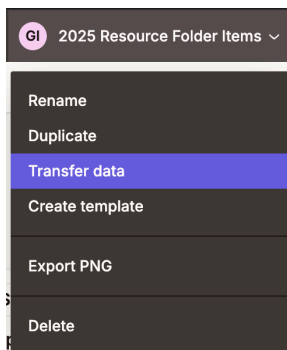 GI 2025 Resource Folder Items
Rename
Duplicate
Transfer data
Create template
Export PNG
Delete